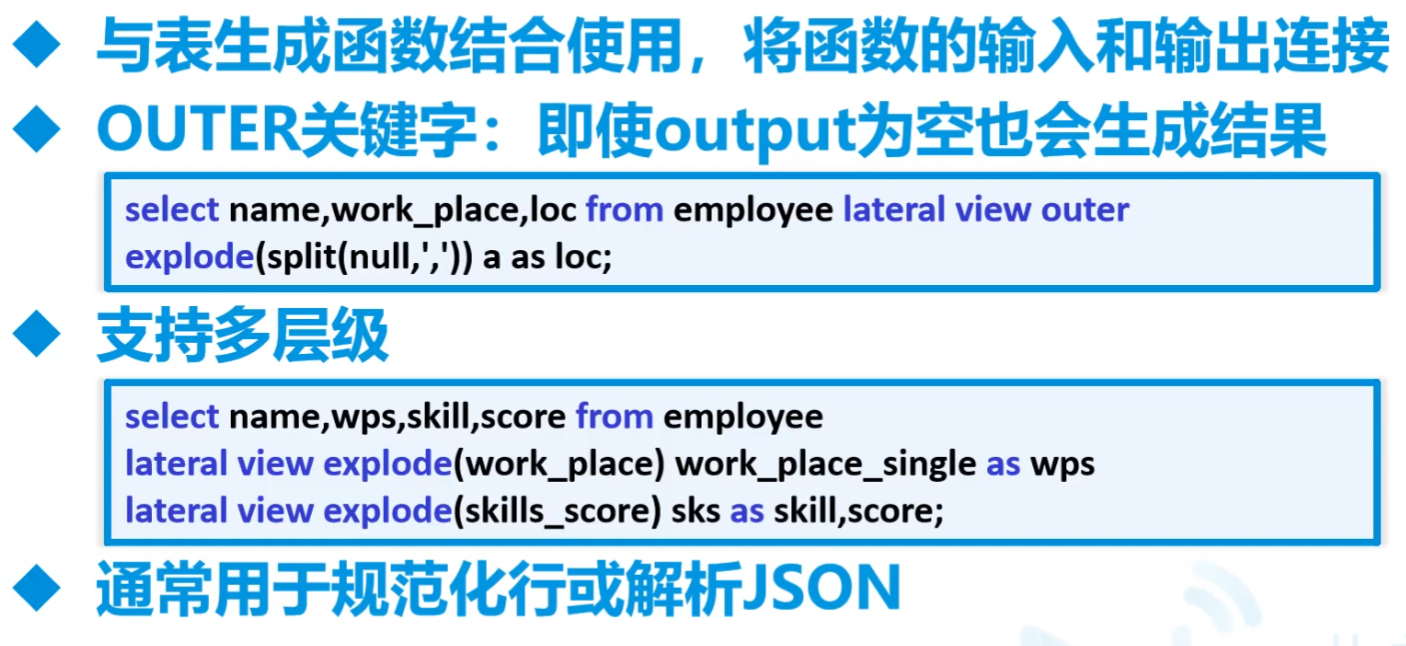 与表生成函数结合使用，将函数的输入和输出连接
OUTER关键字：即使output为空也会生成结果
select name,work_place,loc from employee lateral view outer
explode(split(null,',')) a as loc;
支持多层级
select name,wps,skill,score from employee
lateral view explode(work_place) work_place_single as wps
lateral view explode(skills_score) sks as skill,score;
通常用于规范化行或解析JSON